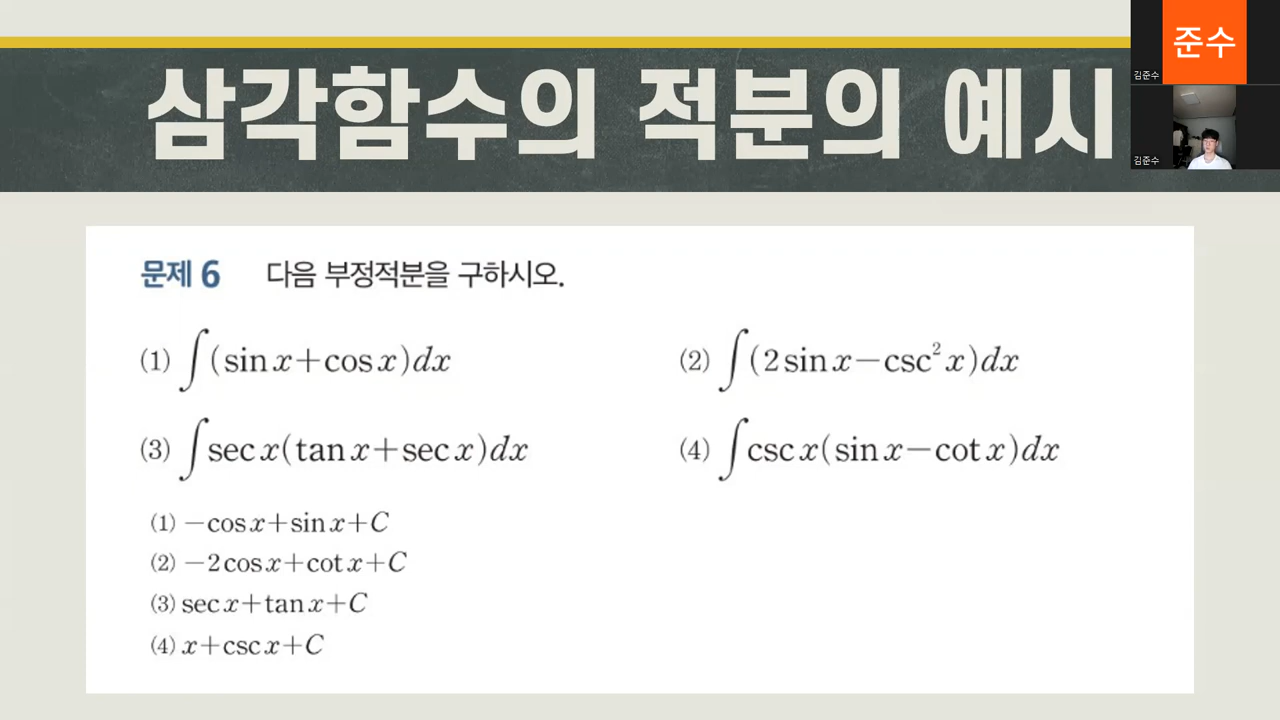 삼각함수의 적분의 예시
준수
김준수
김준수
문제 6 다음 부정적분을 구하시오.
(1) ∫(sin x+cos x)dx (2) ∫(2 sin x−csc² x)dx
(3) ∫sec x(tan x+sec x)dx (4) ∫csc x(sin x−cot x)dx
(1) −cos x+sin x+C
(2) −2cos x+cot x+C
(3) sec x+tan x+C
(4) x+csc x+C